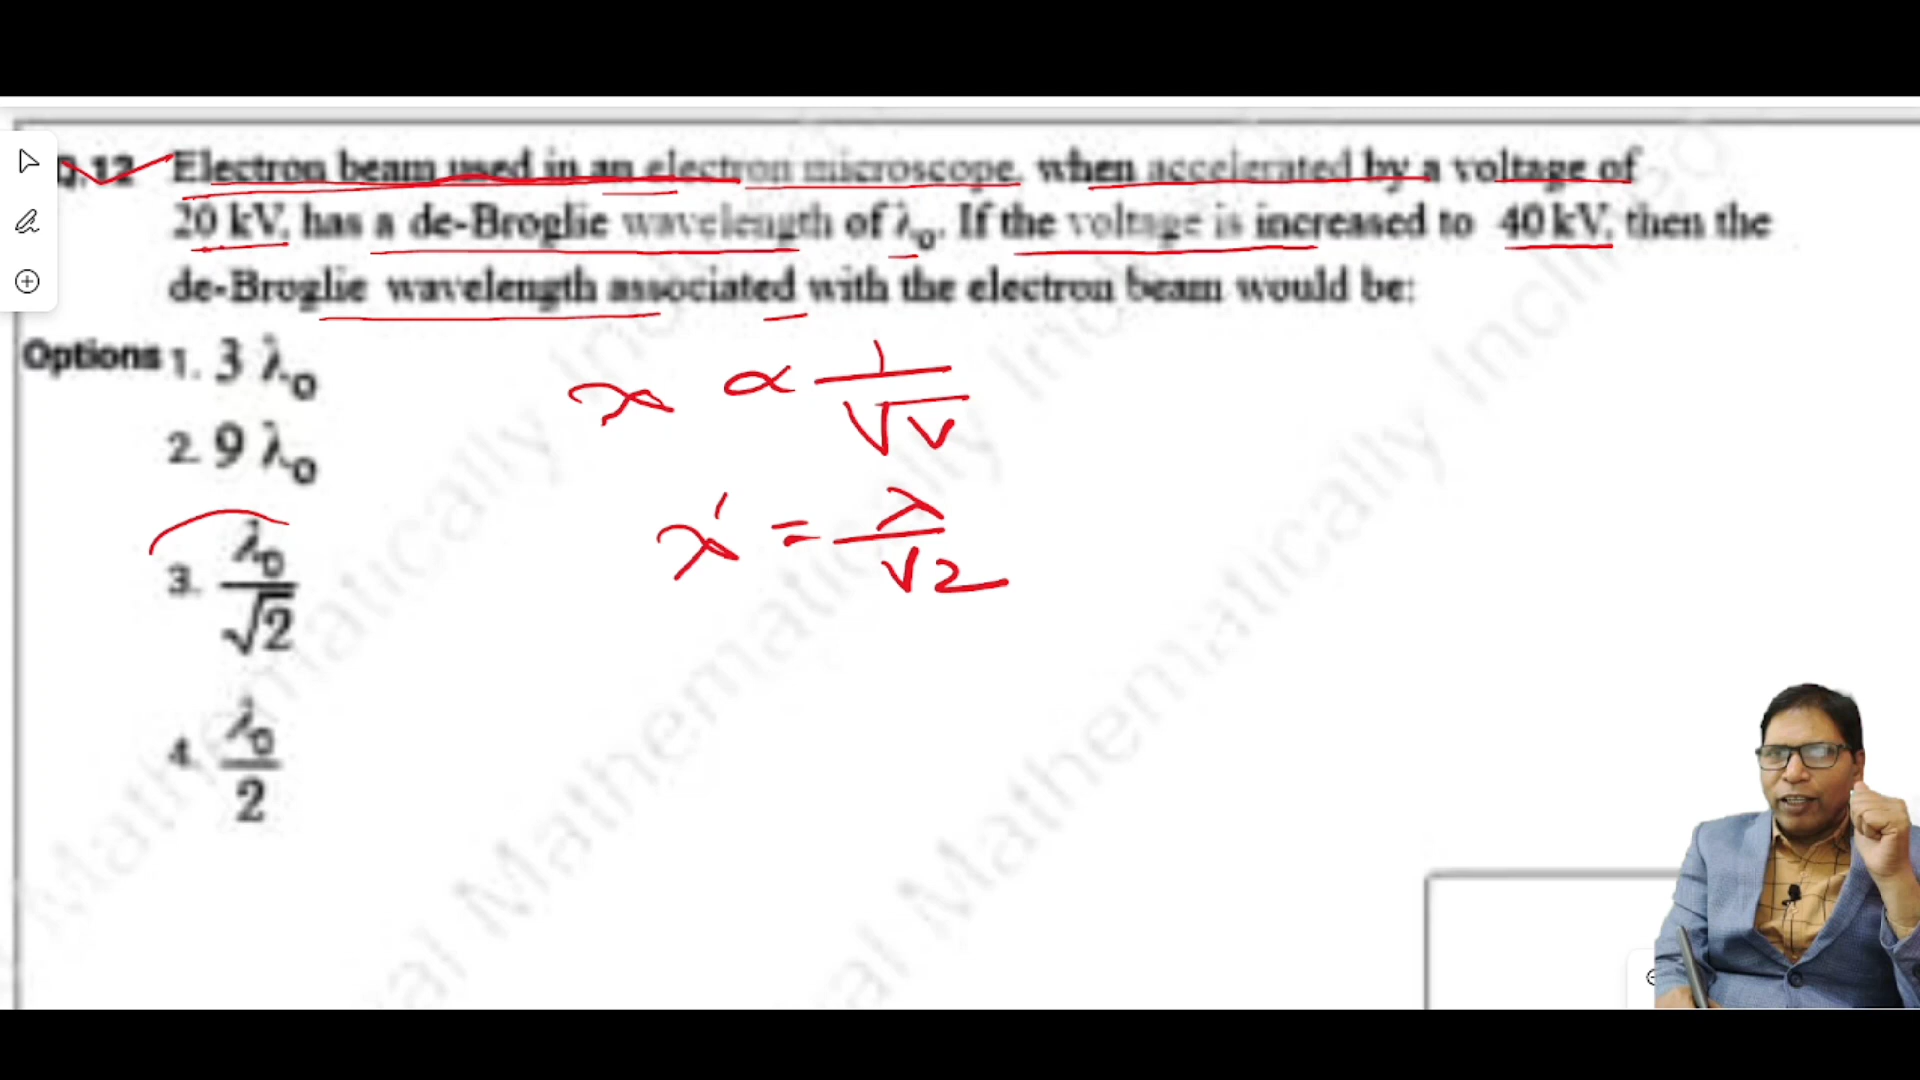 Q.12 Electron beam used in an electron microscope, when accelerated by a voltage of
20 kV, has a de-Broglie wavelength of λ₀. If the voltage is increased to 40 kV, then the
de-Broglie wavelength associated with the electron beam would be:
Options 1. 3 λ₀
2. 9 λ₀
3. λ₀/√2
4. λ₀/2
λ ∝ 1/√V
λ' = λ/√2
Mathematically Inclined